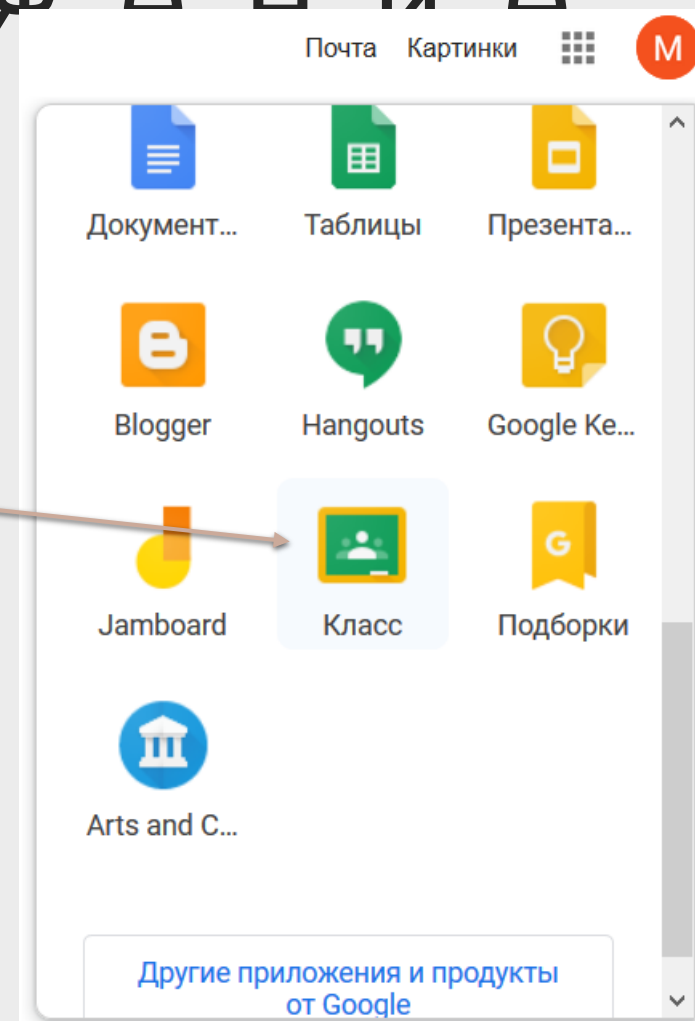 Почта Картинки M
Документ... Таблицы Презента...
Blogger Hangouts Google Ke...
G
Jamboard Класс Подборки
Arts and C...
Другие приложения и продукты
от Google